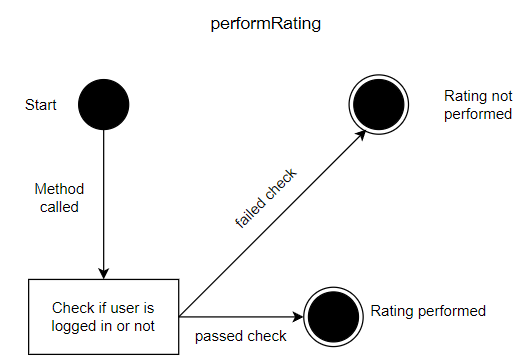 performRating
Start
Rating not
performed
Method
called
failed check
Check if user is
logged in or not
passed check
Rating performed